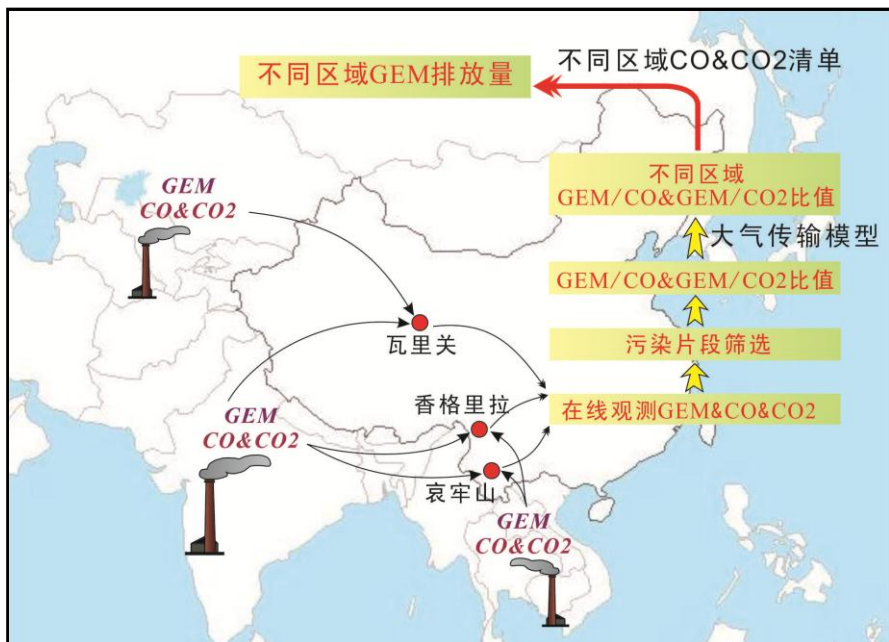 不同区域CO&CO2清单
不同区域GEM排放量
不同区域
GEM/CO&GEM/CO2比值
大气传输模型
GEM/CO&GEM/CO2比值
污染片段筛选
在线观测GEM&CO&CO2
GEM
CO&CO2
瓦里关
香格里拉
GEM
CO&CO2
哀牢山
GEM
CO&CO2